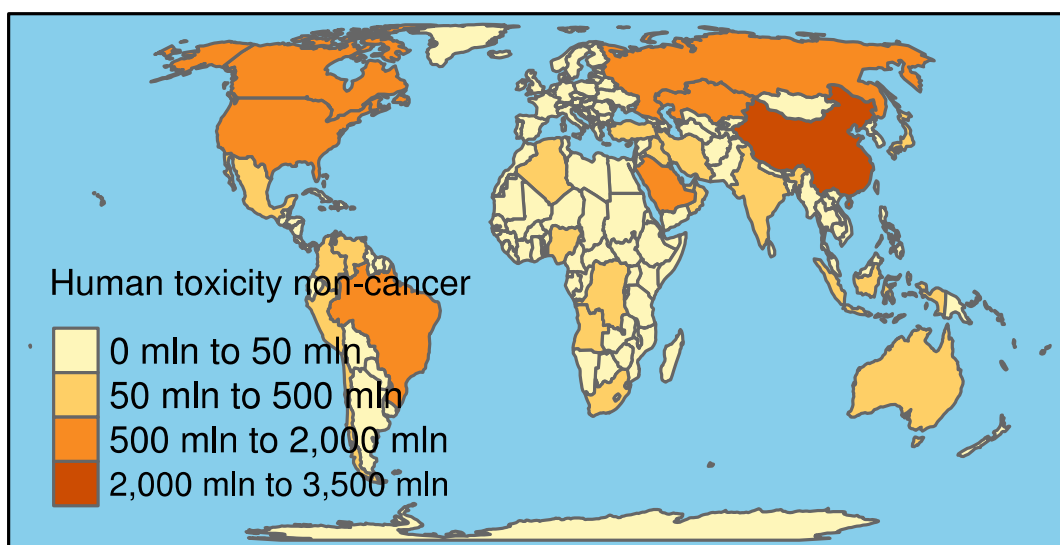 Human toxicity non-cancer
0 mln to 50 mln
50 mln to 500 mln
500 mln to 2,000 mln
2,000 mln to 3,500 mln